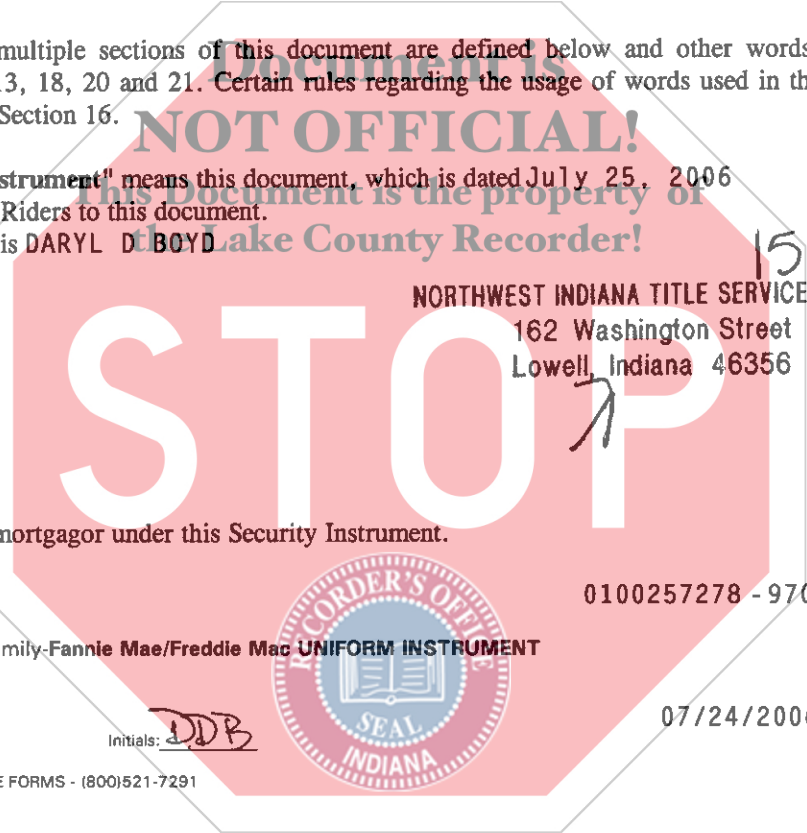 multiple sections of this document are defined below and other words
13, 18, 20 and 21. Certain rules regarding the usage of words used in th
Section 16.
Document is
NOT OFFICIAL!
This Document is the property of
the Lake County Recorder!
strument" means this document, which is dated July 25, 2006
Riders to this document.
is DARYL D BOYD
15
NORTHWEST INDIANA TITLE SERVICE
162 Washington Street
Lowell, Indiana 46356
STOP
mortgagor under this Security Instrument.
0100257278 - 970
mily-Fannie Mae/Freddie Mac UNIFORM INSTRUMENT
RECORDER'S OFFICE
SEAL
INDIANA
07/24/2006
Initials: DDB
E FORMS - (800)521-7291